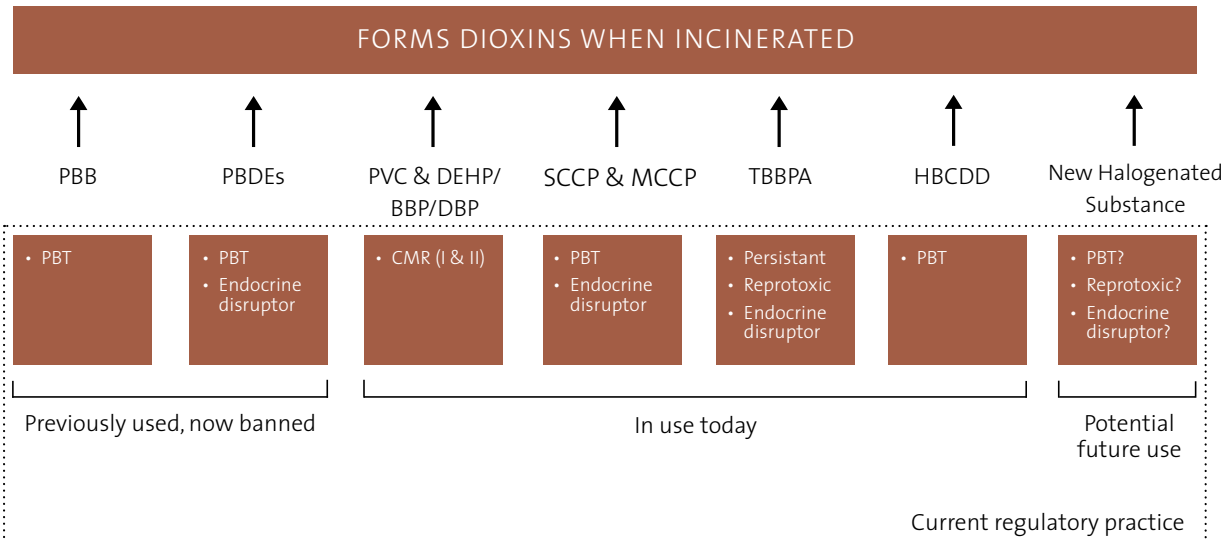 FORMS DIOXINS WHEN INCINERATED
PBB
PBDEs
PVC & DEHP/
BBP/DBP
SCCP & MCCP
TBBPA
HBCDD
New Halogenated
Substance
• PBT
• PBT
• Endocrine
disruptor
• CMR (I & II)
• PBT
• Endocrine
disruptor
• Persistant
• Reprotoxic
• Endocrine
disruptor
• PBT
• PBT?
• Reprotoxic?
• Endocrine
disruptor?
Previously used, now banned
In use today
Potential
future use
Current regulatory practice